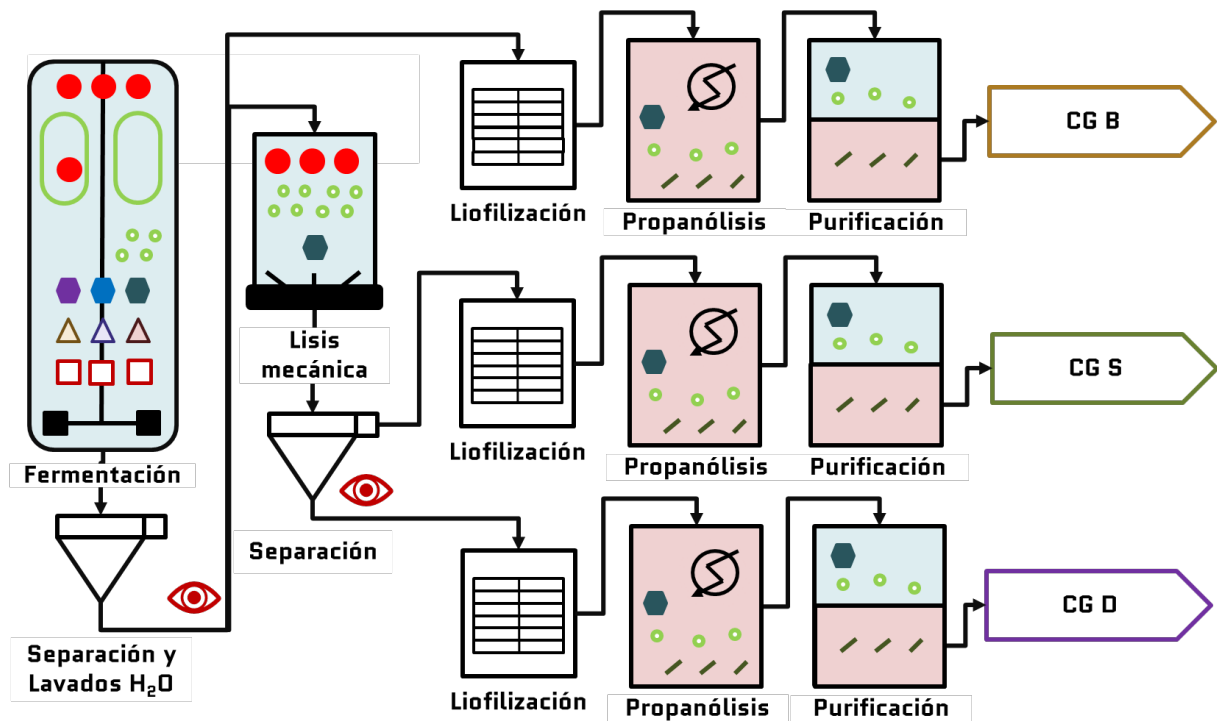 Liofilización
Propanólisis
Purificación
CG B
Lisis
mecánica
Liofilización
Propanólisis
Purificación
CG S
Fermentación
Separación
Separación y
Lavados H₂O
Liofilización
Propanólisis
Purificación
CG D